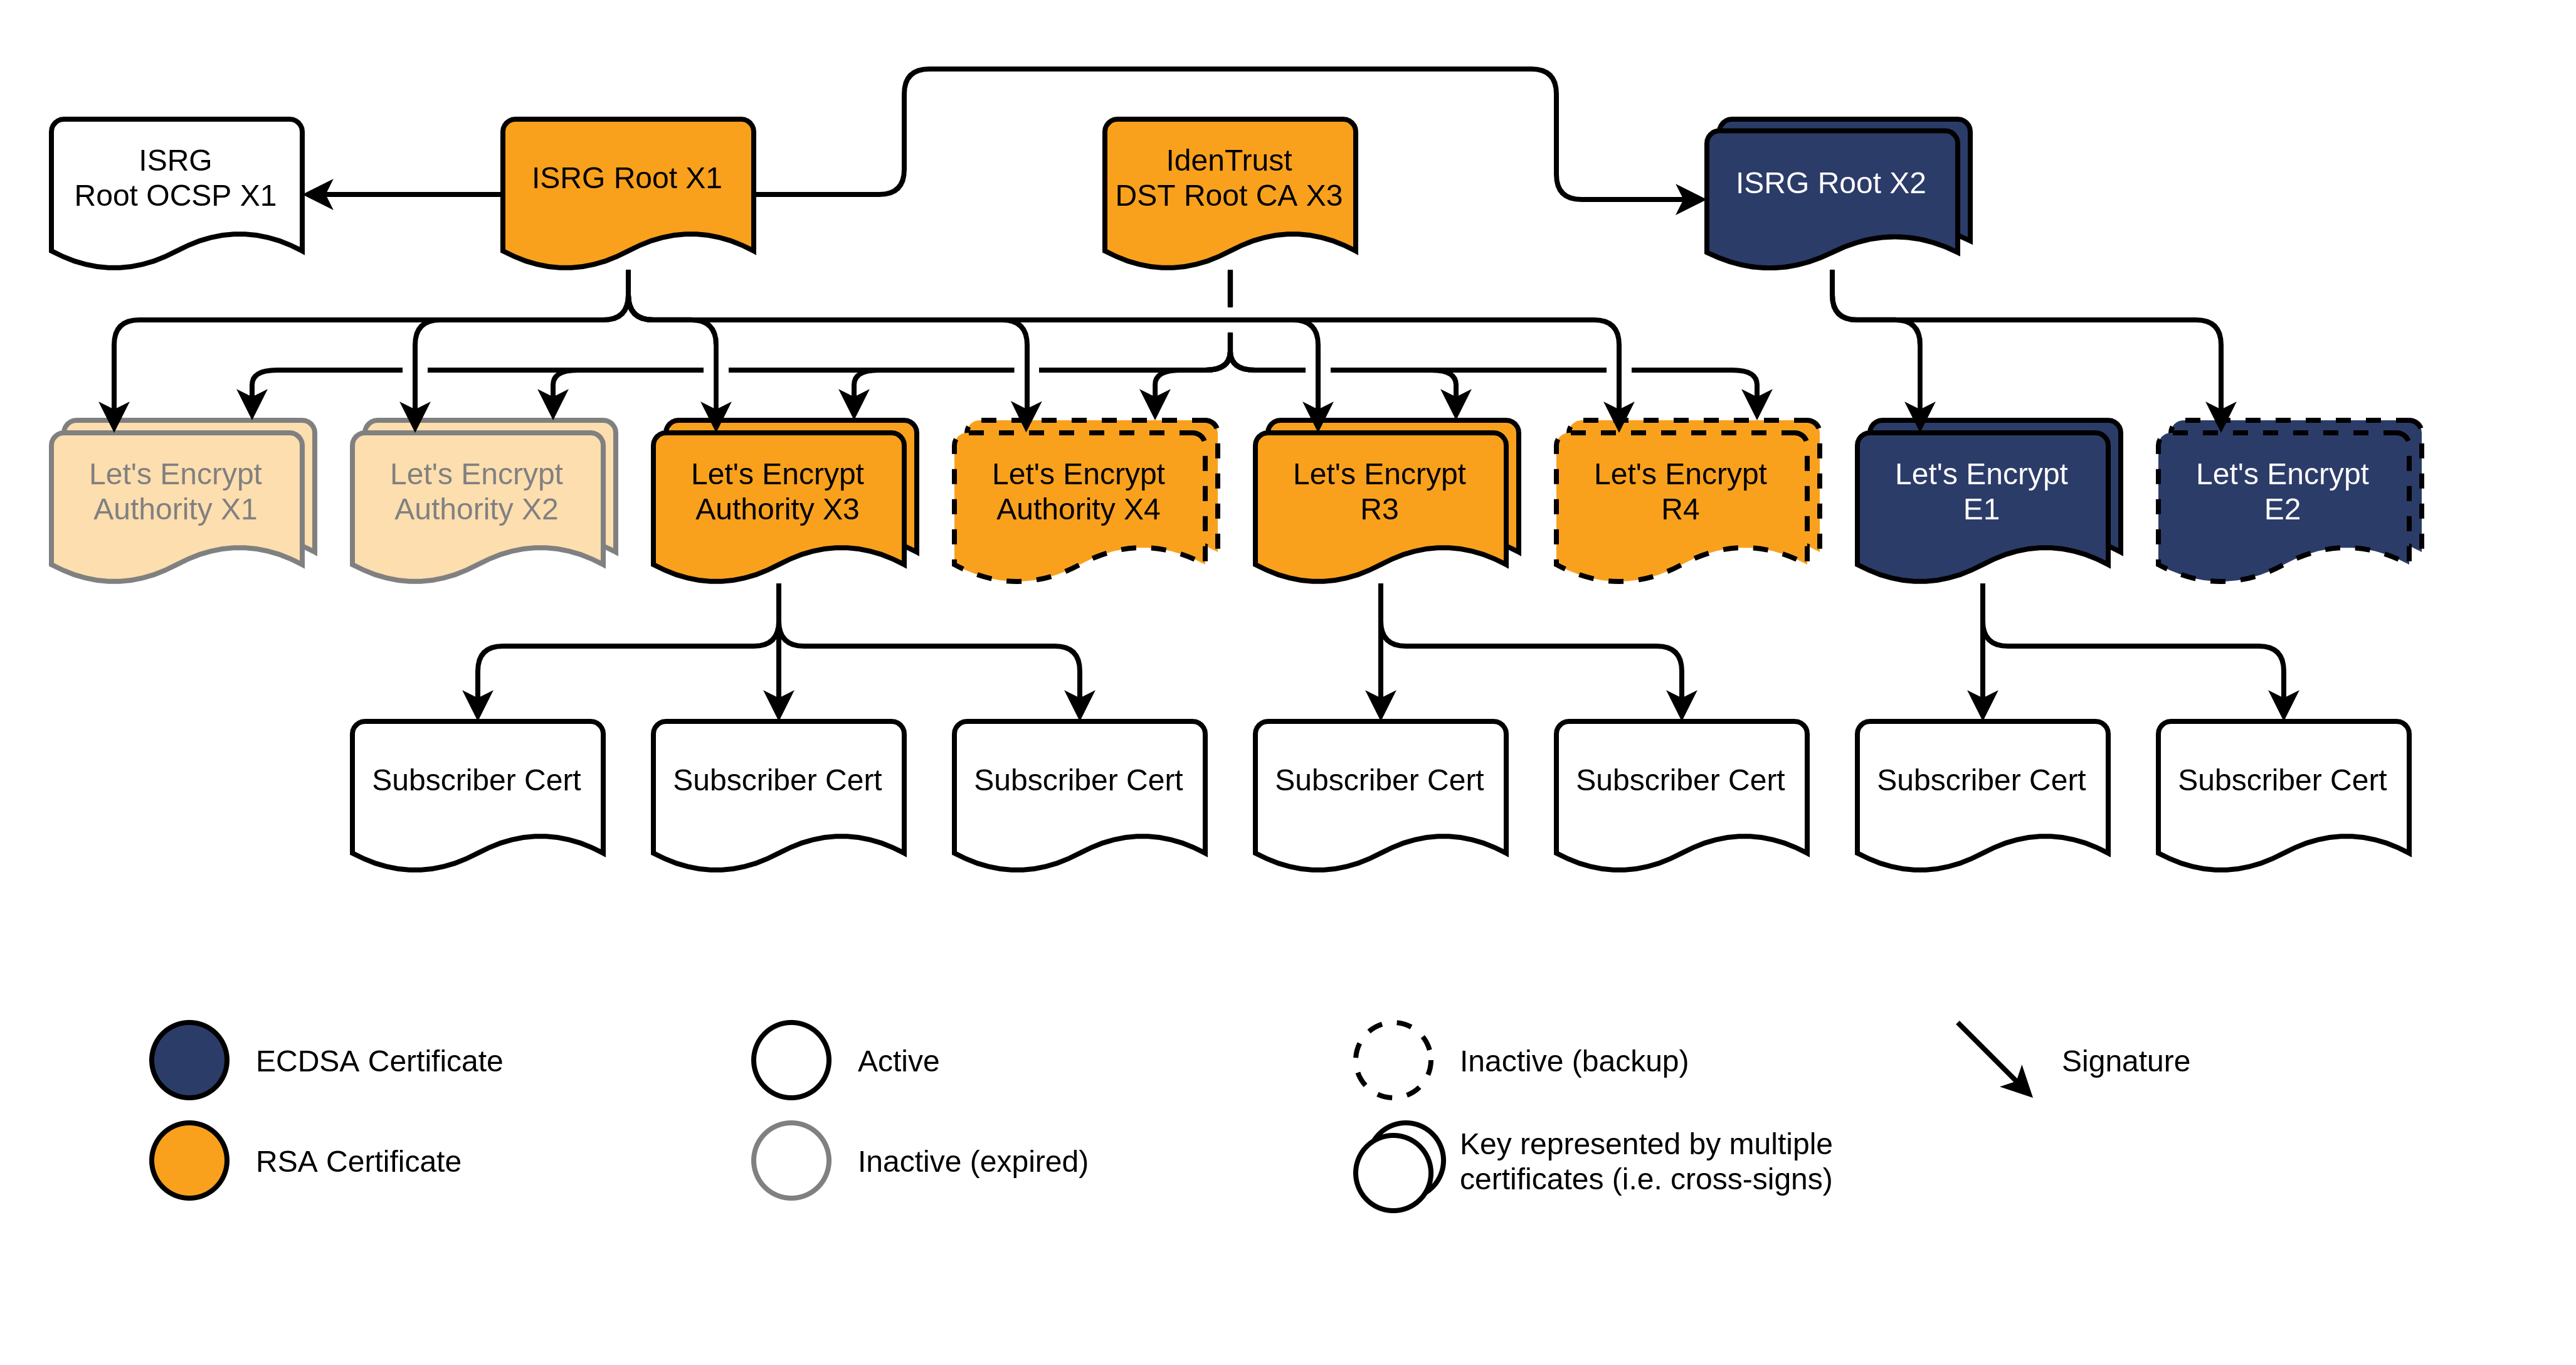 ISRG
Root OCSP X1
ISRG Root X1
IdenTrust
DST Root CA X3
ISRG Root X2
Let's Encrypt
Authority X1
Let's Encrypt
Authority X2
Let's Encrypt
Authority X3
Let's Encrypt
Authority X4
Let's Encrypt
R3
Let's Encrypt
R4
Let's Encrypt
E1
Let's Encrypt
E2
Subscriber Cert
Subscriber Cert
Subscriber Cert
Subscriber Cert
Subscriber Cert
Subscriber Cert
Subscriber Cert
ECDSA Certificate
Active
Inactive (backup)
Signature
RSA Certificate
Inactive (expired)
Key represented by multiple
certificates (i.e. cross-signs)